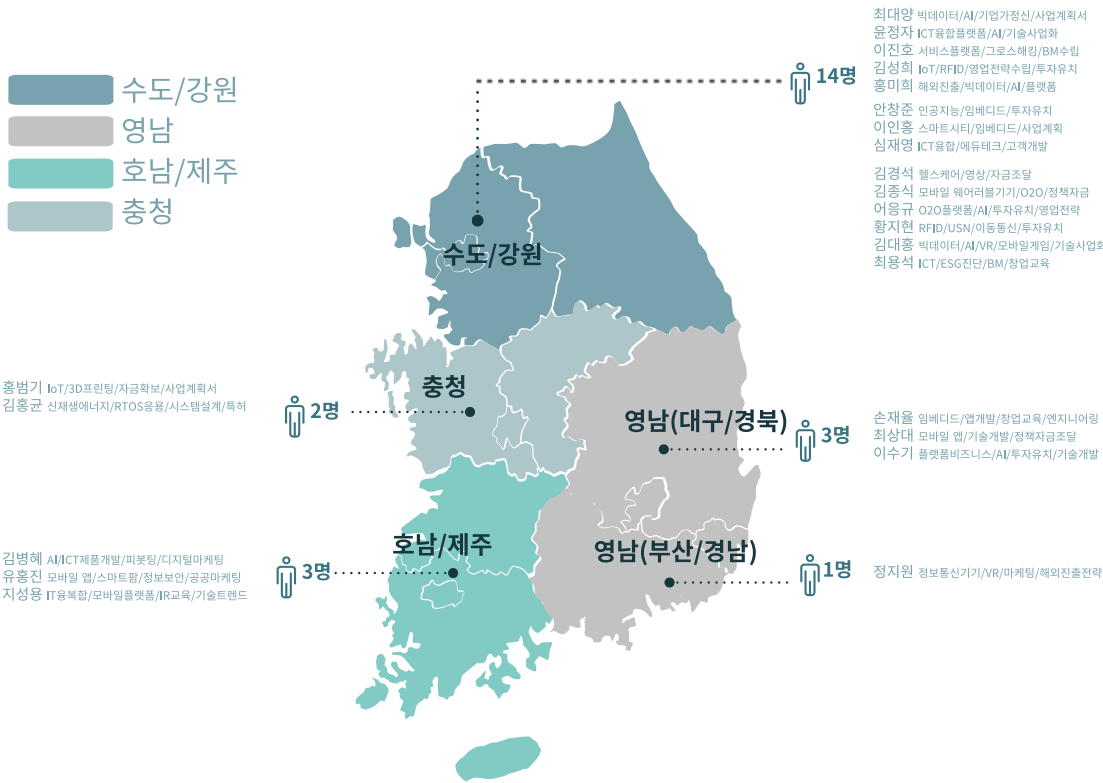 수도/강원
영남
호남/제주
충청
14명
최대양 빅데이터/AI/기업가정신/사업계획서
윤정자 ICT융합플랫폼/AI/기술사업화
이진호 서비스플랫폼/그로스해킹/BM수립
김성희 IoT/RFID/영업전략수립/투자유치
홍미희 해외진출/빅데이터/AI/플랫폼
안창준 인공지능/임베디드/투자유치
이인홍 스마트시티/임베디드/사업계획
심재영 ICT융합/에듀테크/고객개발
김경석 헬스케어/영상/자금조달
김종식 모바일 웨어러블기기/O2O/정책자금
어응규 O2O플랫폼/AI/투자유치/영업전략
황지현 RFID/USN/이동통신/투자유치
김대홍 빅데이터/AI/VR/모바일게임/기술사업화
최용석 ICT/ESG진단/BM/창업교육
수도/강원
충청
홍범기 IoT/3D프린팅/자금확보/사업계획서
김홍균 신재생에너지/RTOS응용/시스템설계/특허
2명
영남(대구/경북)
3명
손재율 임베디드/앱개발/창업교육/엔지니어링
최상대 모바일 앱/기술개발/정책자금조달
이수기 플랫폼비즈니스/AI/투자유치/기술개발
호남/제주
김병혜 AI/ICT제품개발/피봇팅/디지털마케팅
유홍진 모바일 앱/스마트팜/정보보안/공공마케팅
지성용 IT융복합/모바일플랫폼/IR교육/기술트렌드
3명
영남(부산/경남)
1명
정지원 정보통신기기/VR/마케팅/해외진출전략